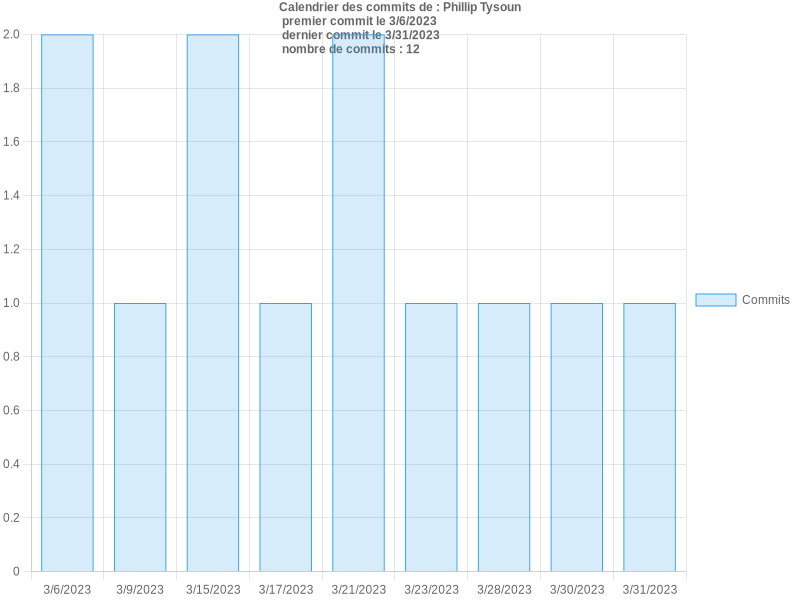 Calendrier des commits de : Phillip Tysoun
premier commit le 3/6/2023
dernier commit le 3/31/2023
nombre de commits : 12
2.0
1.8
1.6
1.4
1.2
1.0
0.8
0.6
0.4
0.2
0
3/6/2023 3/9/2023 3/15/2023 3/17/2023 3/21/2023 3/23/2023 3/28/2023 3/30/2023 3/31/2023
Commits